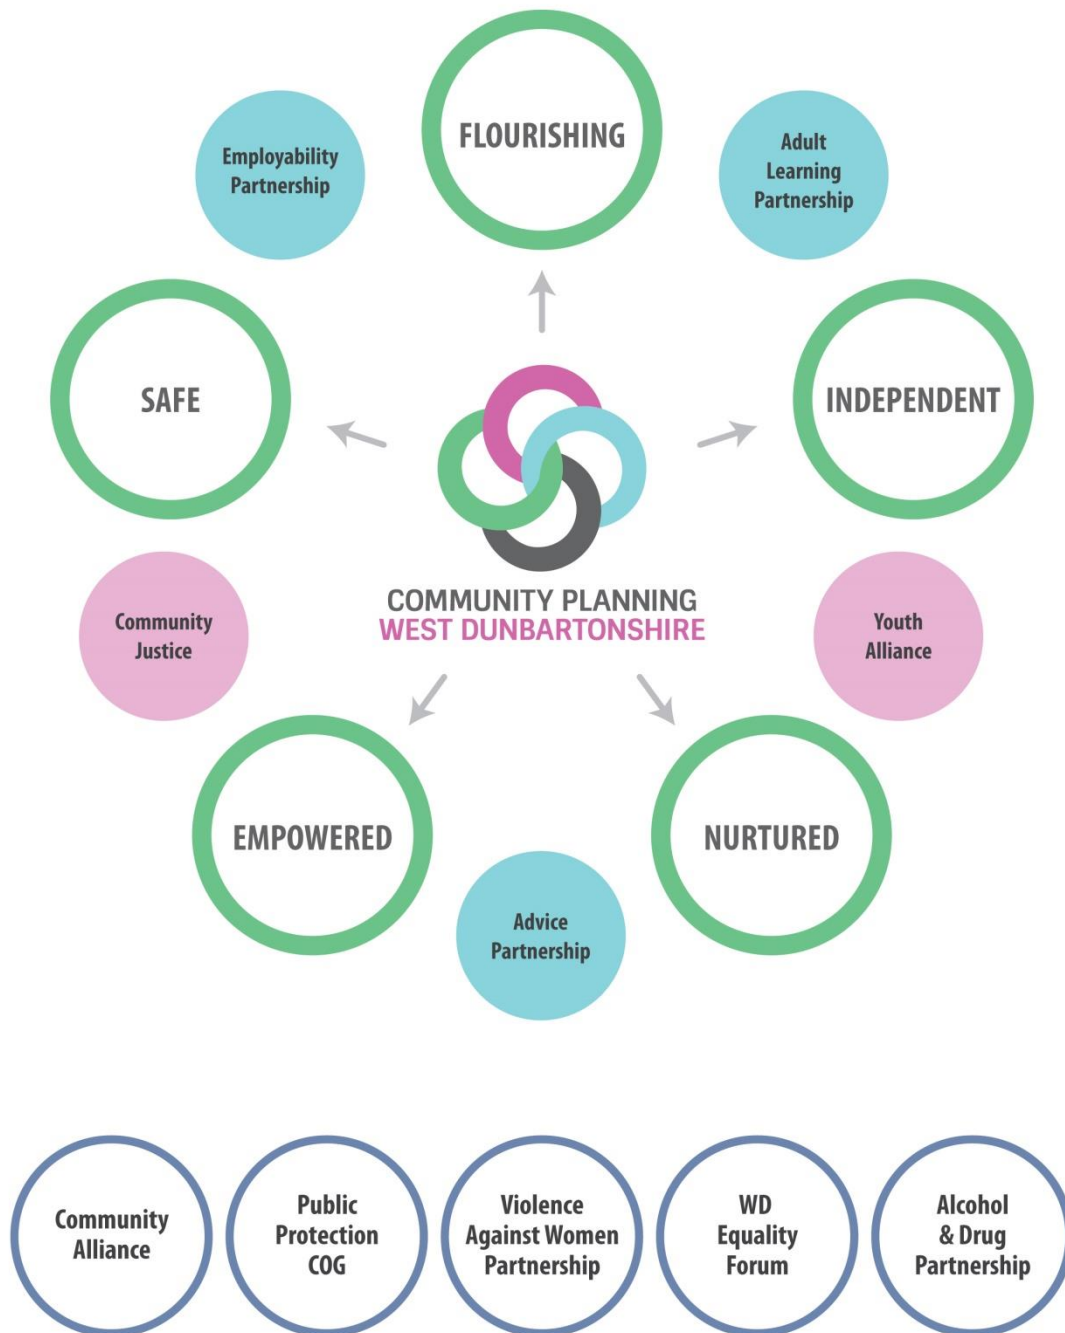 FLOURISHING
Employability
Partnership
Adult
Learning
Partnership
SAFE
INDEPENDENT
COMMUNITY PLANNING
WEST DUNBARTONSHIRE
Community
Justice
Youth
Alliance
EMPOWERED
NURTURED
Advice
Partnership
Community
Alliance
Public
Protection
COG
Violence
Against Women
Partnership
WD
Equality
Forum
Alcohol
& Drug
Partnership